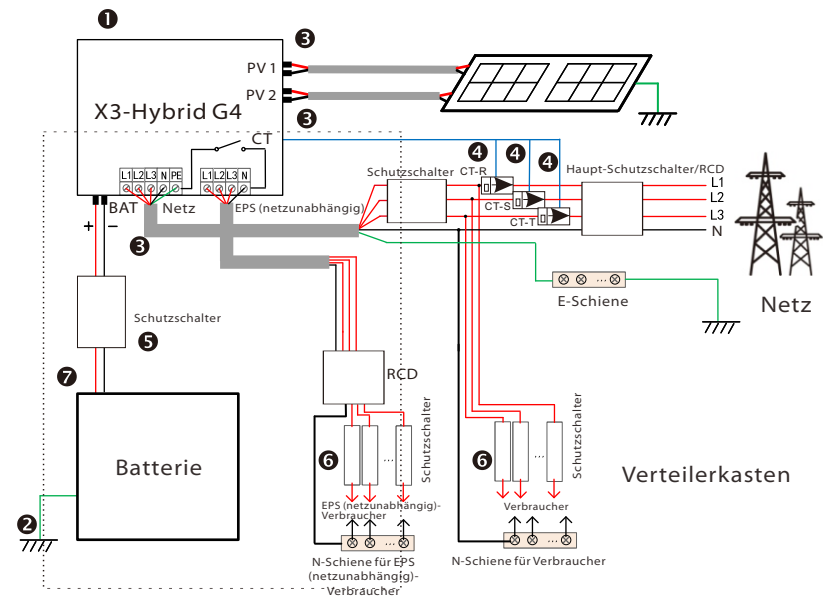 ❶
❸
PV 1
PV 2
X3-Hybrid G4
❸
CT
❹
❹
❹
Schutzschalter
CT-R
CT-S
CT-T
Haupt-Schutzschalter/RCD
L1
L2
L3
N
L1 L2 L3 N PE
L1 L2 L3 N
BAT
Netz
EPS (netzunabhängig)
+
−
❸
E-Schiene
...
Netz
Schutzschalter
❺
❼
RCD
Batterie
❷
❻
...
Schutzschalter
EPS (netzunabhängig)-
Verbraucher
...
N-Schiene für EPS
(netzunabhängig)-
Verbraucher
❻
...
Schutzschalter
Verbraucher
...
N-Schiene für Verbraucher
Verteilerkasten